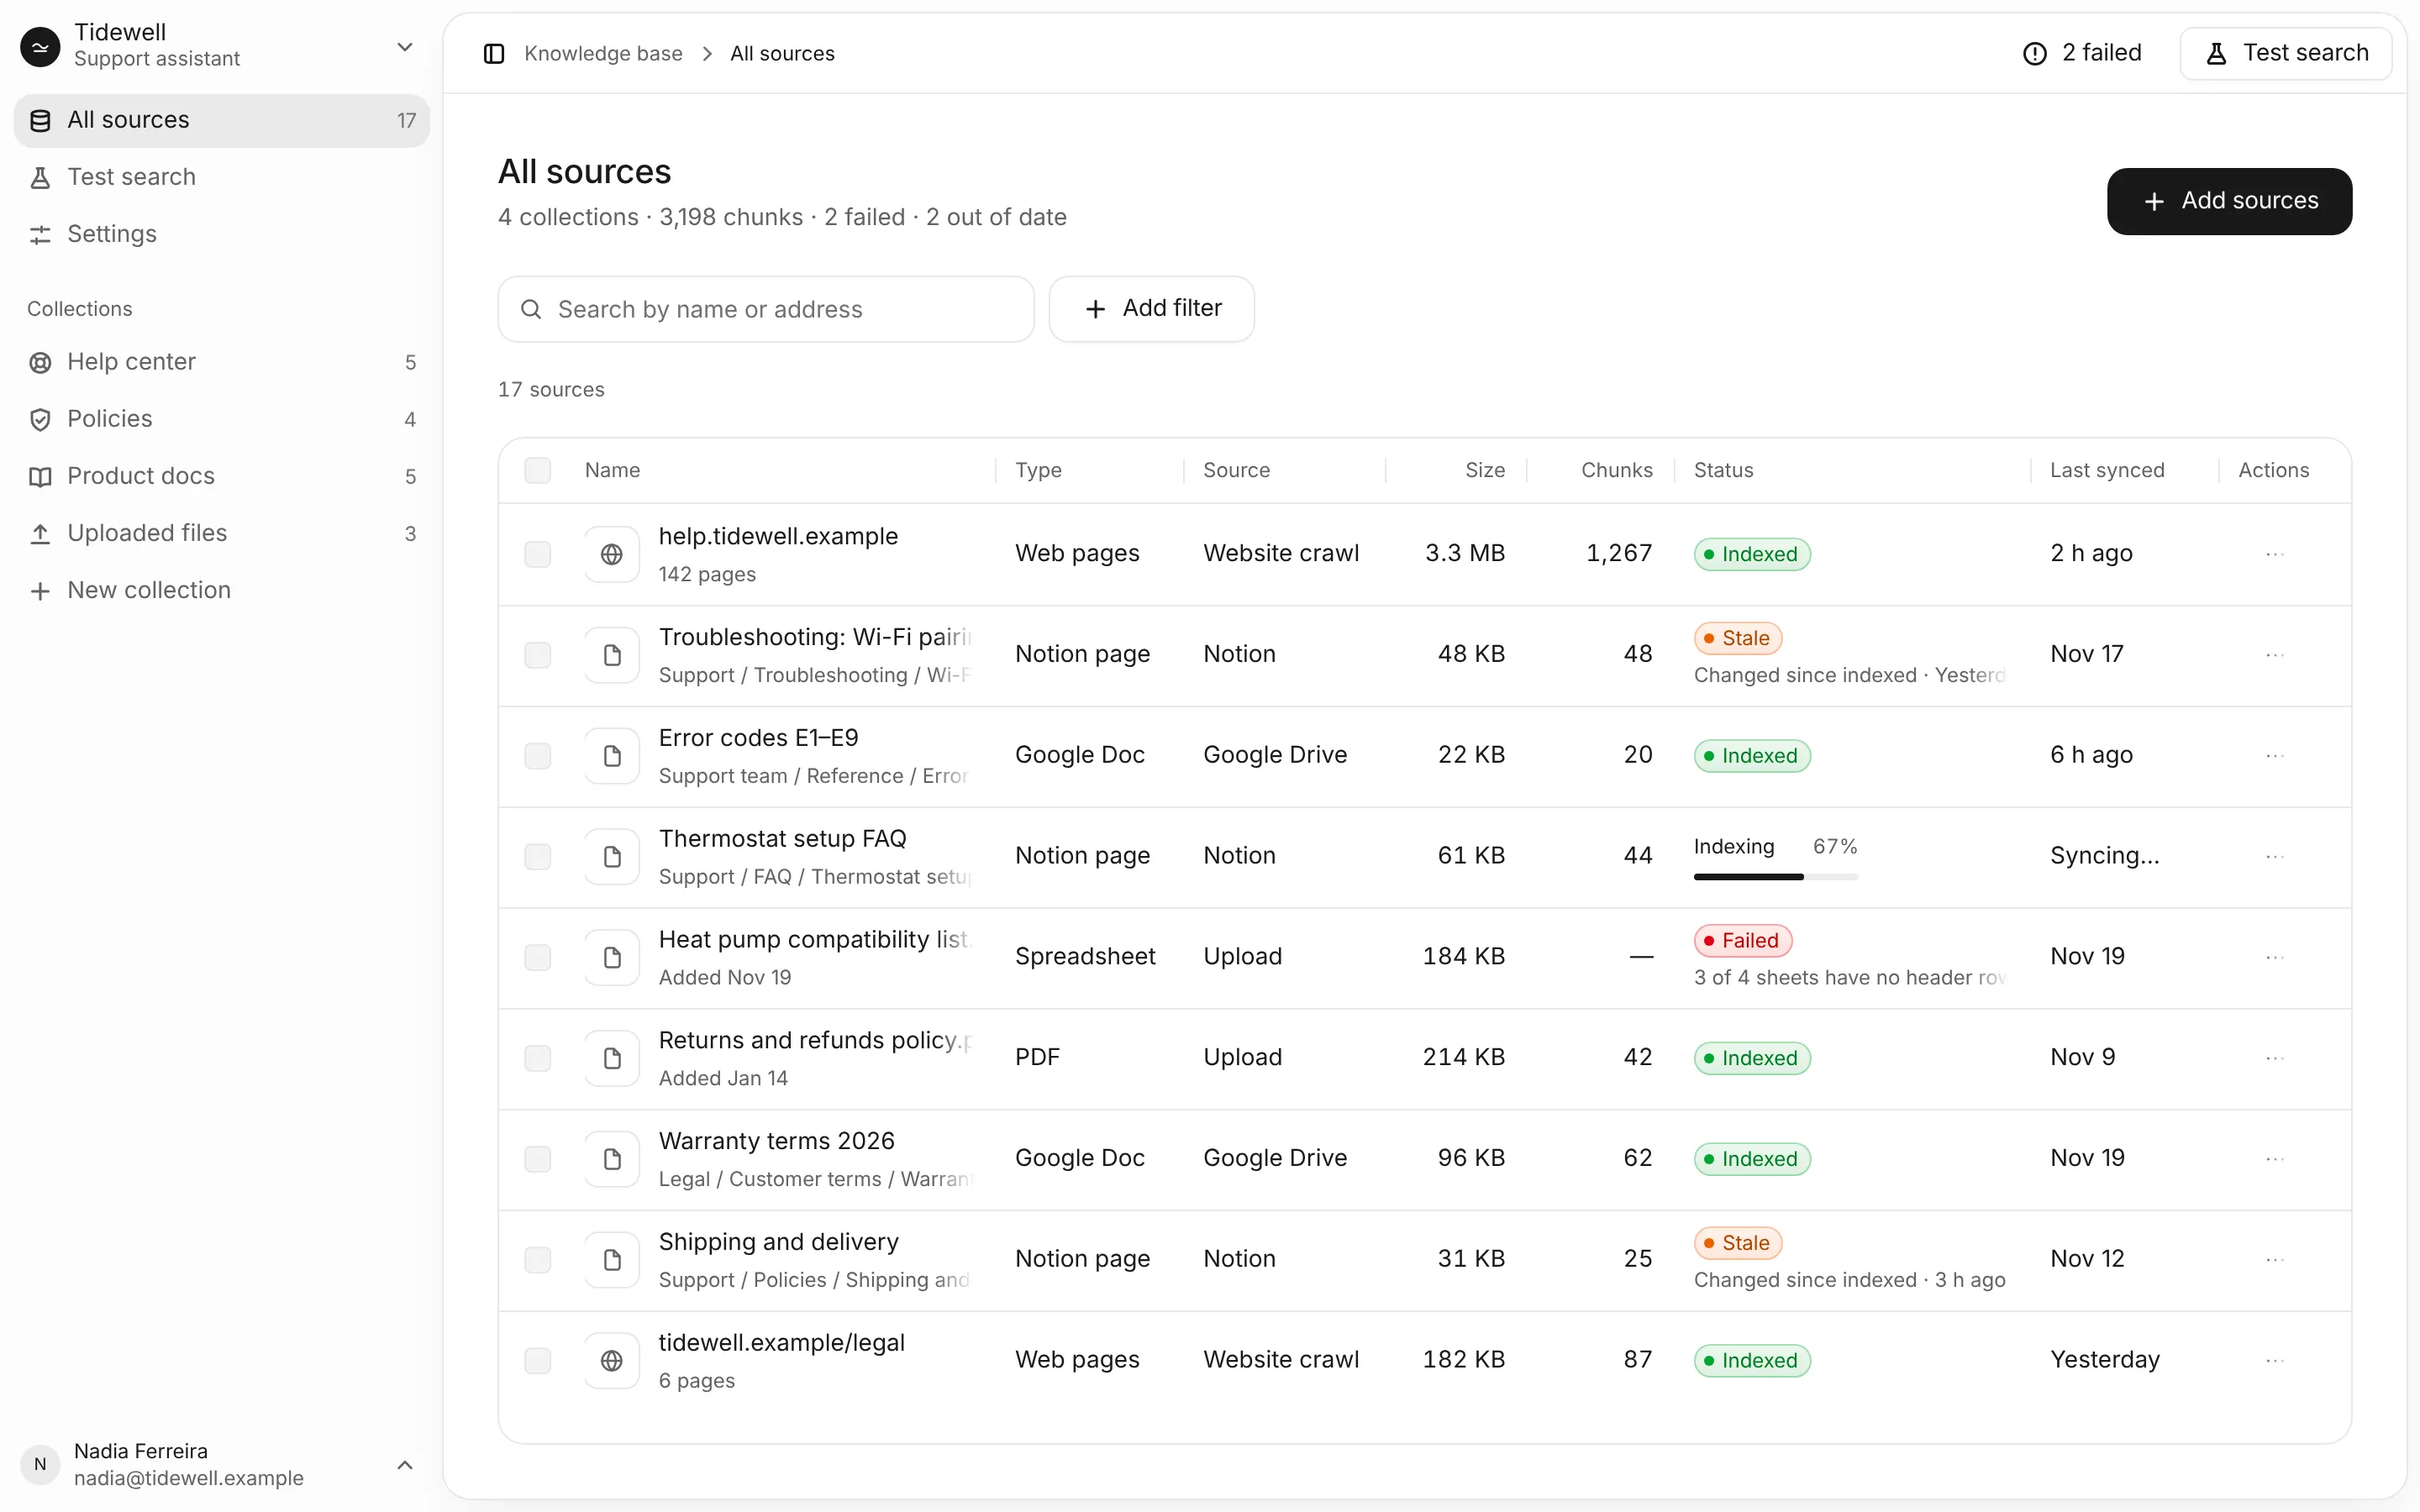 Tidewell
Support assistant
All sources 17
Test search
Settings
Collections
Help center 5
Policies 4
Product docs 5
Uploaded files 3
New collection
Nadia Ferreira
N
nadia@tidewell.example
Knowledge base > All sources
2 failed
Test search
All sources
4 collections · 3,198 chunks · 2 failed · 2 out of date
Add sources
Search by name or address
Add filter
17 sources
Name Type Source Size Chunks Status Last synced Actions
help.tidewell.example
142 pages
Web pages Website crawl 3.3 MB 1,267 Indexed 2 h ago
Troubleshooting: Wi-Fi pairin
Support / Troubleshooting / Wi-F
Notion page Notion 48 KB 48 Stale
Changed since indexed · Yesterd
Nov 17
Error codes E1–E9
Support team / Reference / Error
Google Doc Google Drive 22 KB 20 Indexed 6 h ago
Thermostat setup FAQ
Support / FAQ / Thermostat setup
Notion page Notion 61 KB 44 Indexing 67% Syncing...
Heat pump compatibility list.
Added Nov 19
Spreadsheet Upload 184 KB — Failed
3 of 4 sheets have no header row
Nov 19
Returns and refunds policy.p
Added Jan 14
PDF Upload 214 KB 42 Indexed Nov 9
Warranty terms 2026
Legal / Customer terms / Warrant
Google Doc Google Drive 96 KB 62 Indexed Nov 19
Shipping and delivery
Support / Policies / Shipping and
Notion page Notion 31 KB 25 Stale
Changed since indexed · 3 h ago
Nov 12
tidewell.example/legal
6 pages
Web pages Website crawl 182 KB 87 Indexed Yesterday